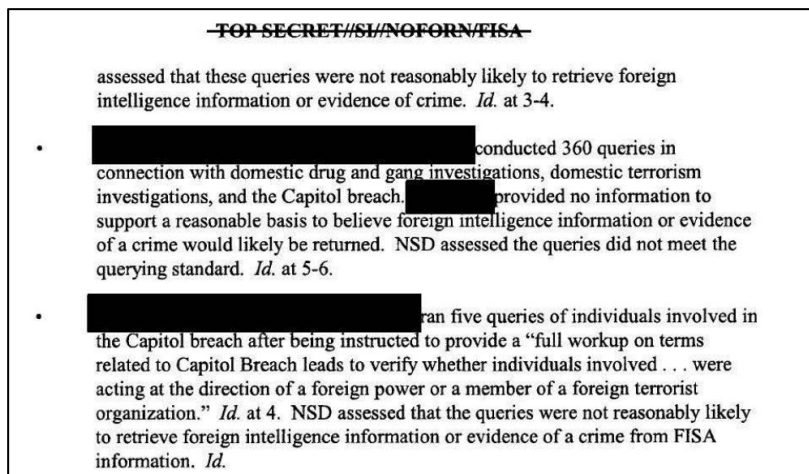 TOP SECRET//SI//NOFORN/FISA
assessed that these queries were not reasonably likely to retrieve foreign
intelligence information or evidence of crime. Id. at 3-4.
• conducted 360 queries in
connection with domestic drug and gang investigations, domestic terrorism
investigations, and the Capitol breach. provided no information to
support a reasonable basis to believe foreign intelligence information or evidence
of a crime would likely be returned. NSD assessed the queries did not meet the
querying standard. Id. at 5-6.
• ran five queries of individuals involved in
the Capitol breach after being instructed to provide a “full workup on terms
related to Capitol Breach leads to verify whether individuals involved . . . were
acting at the direction of a foreign power or a member of a foreign terrorist
organization.” Id. at 4. NSD assessed that the queries were not reasonably likely
to retrieve foreign intelligence information or evidence of a crime from FISA
information. Id.